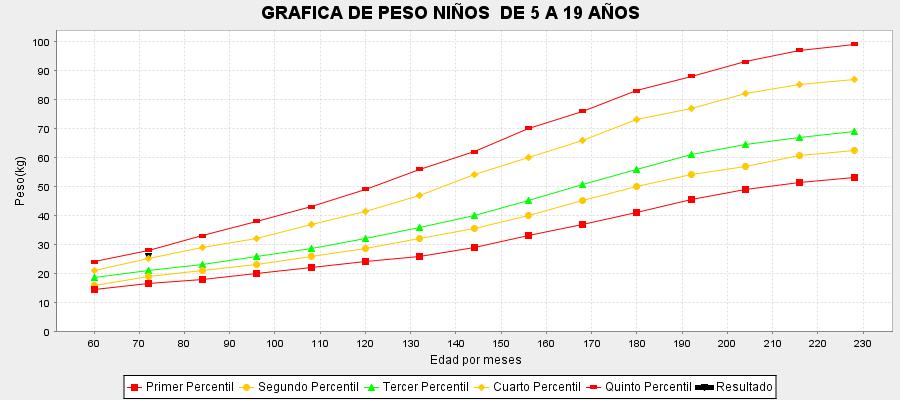 GRAFICA DE PESO NIÑOS  DE 5 A 19 AÑOS
Peso(kg)
100
90
80
70
60
50
40
30
20
10
0
60 70 80 90 100 110 120 130 140 150 160 170 180 190 200 210 220 230
Edad por meses
Primer Percentil Segundo Percentil Tercer Percentil Cuarto Percentil Quinto Percentil Resultado